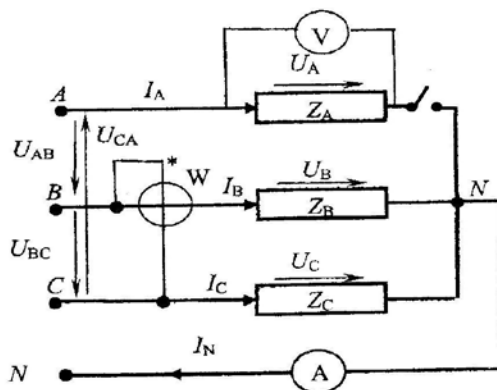 V
U_A
A I_A Z_A
U_CA
U_AB
* W
B I_B U_B Z_B N
U_BC
C I_C U_C Z_C
N I_N A